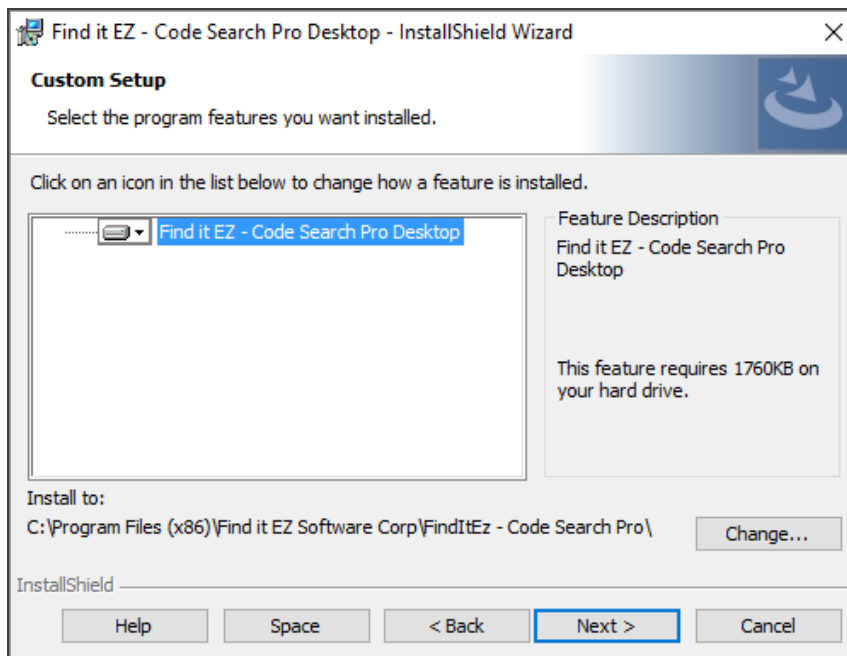 Find it EZ - Code Search Pro Desktop - InstallShield Wizard
Custom Setup
Select the program features you want installed.
Click on an icon in the list below to change how a feature is installed.
Find it EZ - Code Search Pro Desktop
Feature Description
Find it EZ - Code Search Pro
Desktop
This feature requires 1760KB on
your hard drive.
Install to:
C:\Program Files (x86)\Find it EZ Software Corp\FindItEz - Code Search Pro\
Change...
InstallShield
Help
Space
< Back
Next >
Cancel